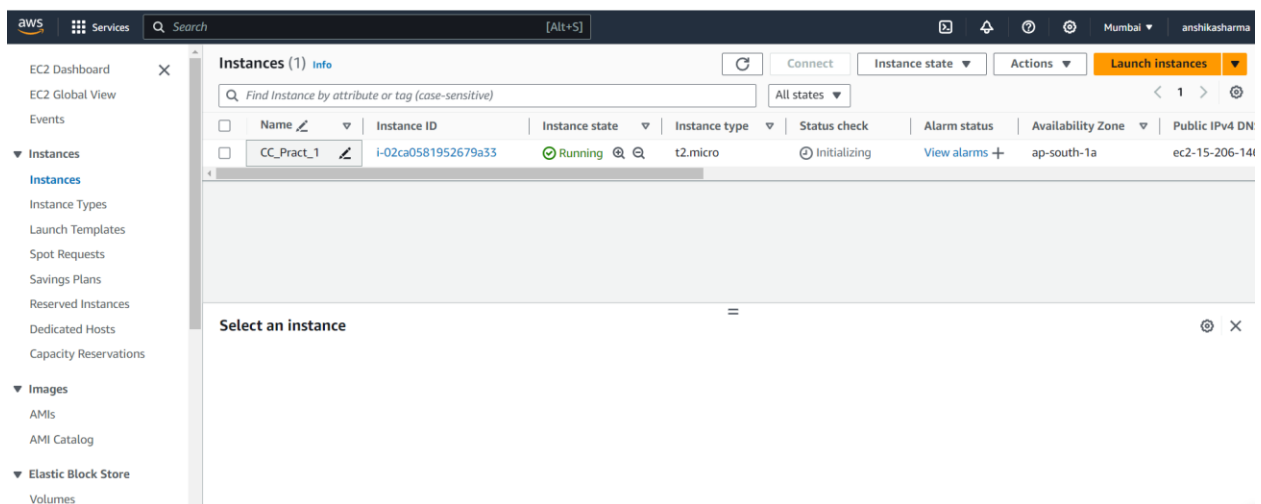 aws Services Search [Alt+S] Mumbai anshikasharma
EC2 Dashboard
EC2 Global View
Events
Instances
Instances
Instance Types
Launch Templates
Spot Requests
Savings Plans
Reserved Instances
Dedicated Hosts
Capacity Reservations
Images
AMIs
AMI Catalog
Elastic Block Store
Volumes
Instances (1) Info Connect Instance state Actions Launch instances
Find Instance by attribute or tag (case-sensitive) All states 1
Name Instance ID Instance state Instance type Status check Alarm status Availability Zone Public IPv4 DN
CC_Pract_1 i-02ca0581952679a33 Running t2.micro Initializing View alarms + ap-south-1a ec2-15-206-14
Select an instance